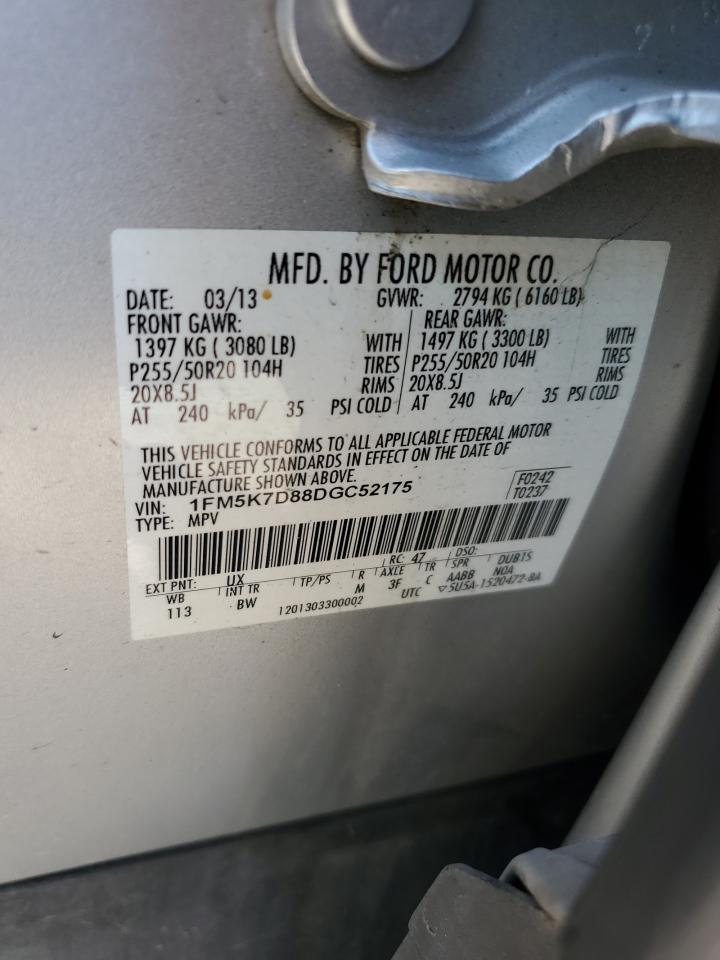 MFD. BY FORD MOTOR CO.
DATE: 03/13 GVWR: 2794 KG ( 6160 LB)
FRONT GAWR: REAR GAWR:
1397 KG ( 3080 LB) WITH 1497 KG ( 3300 LB) WITH
P255/50R20 104H TIRES P255/50R20 104H TIRES
20X8.5J RIMS 20X8.5J RIMS
AT 240 kPa/ 35 PSI COLD AT 240 kPa/ 35 PSI COLD
THIS VEHICLE CONFORMS TO ALL APPLICABLE FEDERAL MOTOR
VEHICLE SAFETY STANDARDS IN EFFECT ON THE DATE OF
MANUFACTURE SHOWN ABOVE.
VIN: 1FM5K7D88DGC52175 F0242
TYPE: MPV T0237
EXT PNT: UX RC: 47 DSO:
WB INT TR TP/PS R AXLE TR SPR DUB1S
113 BW M 3F C AABB N0A
1201303300002 UTC ▽5U5A-1520472-BA